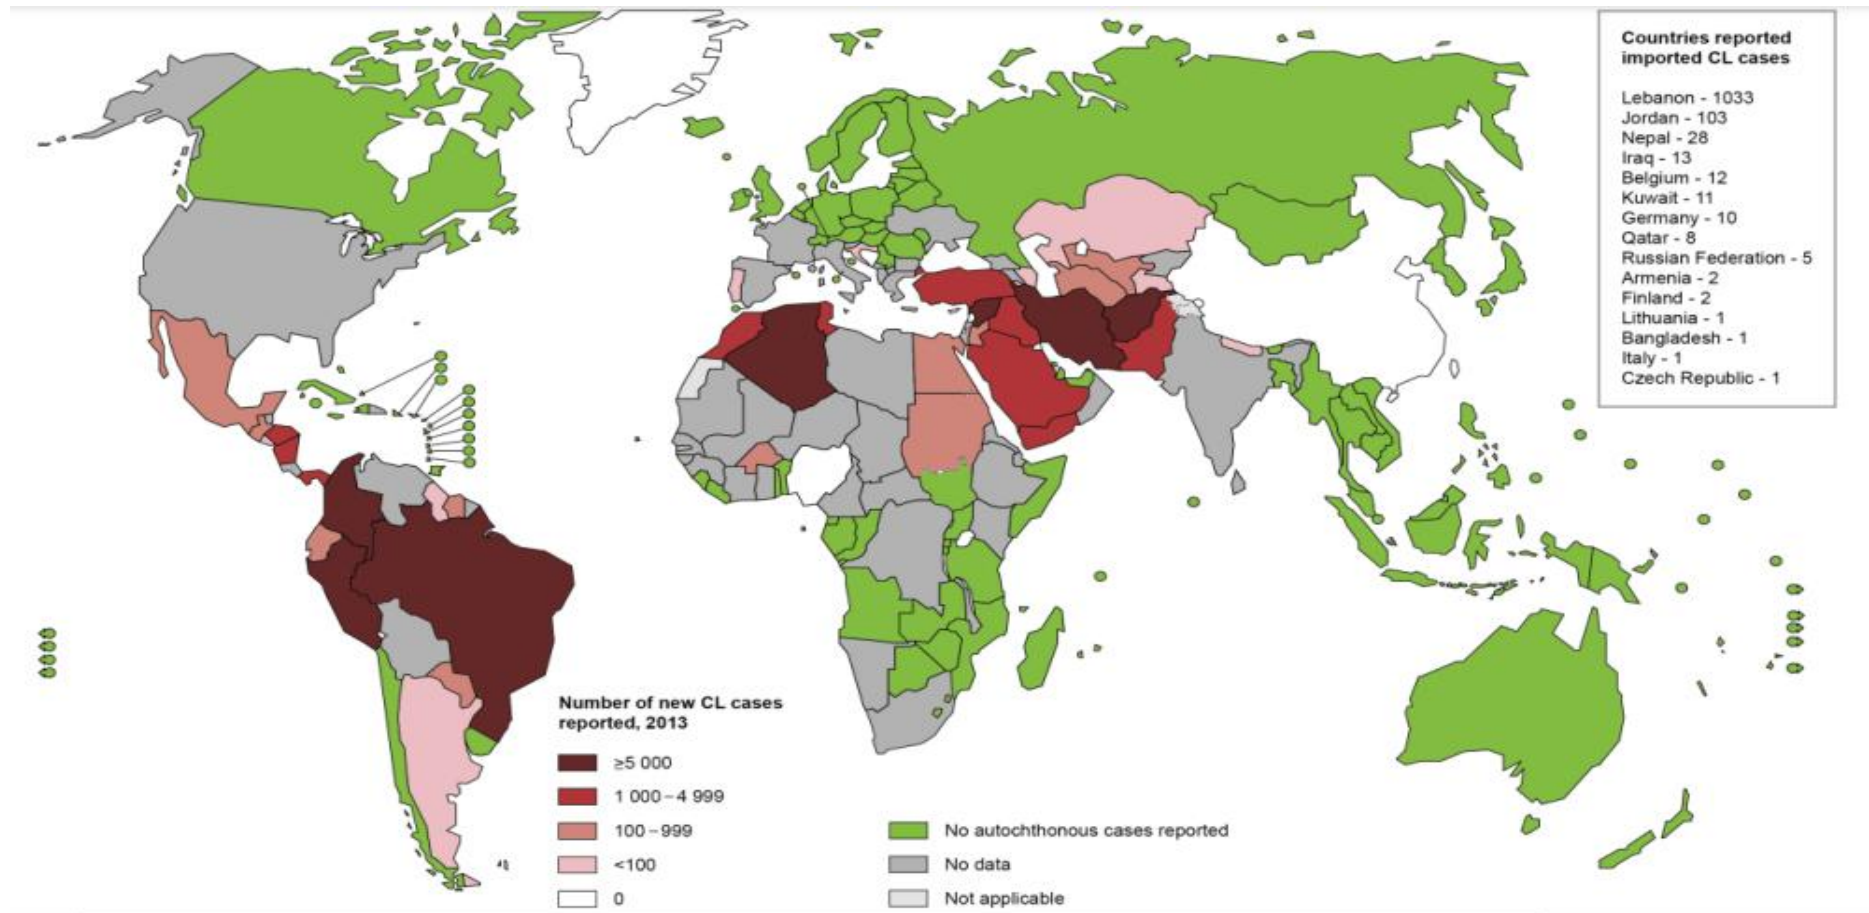 Countries reported
imported CL cases
Lebanon - 1033
Jordan - 103
Nepal - 28
Iraq - 13
Belgium - 12
Kuwait - 11
Germany - 10
Qatar - 8
Russian Federation - 5
Armenia - 2
Finland - 2
Lithuania - 1
Bangladesh - 1
Italy - 1
Czech Republic - 1
Number of new CL cases
reported, 2013
≥5 000
1 000 – 4 999
100 – 999
<100
0
No autochthonous cases reported
No data
Not applicable